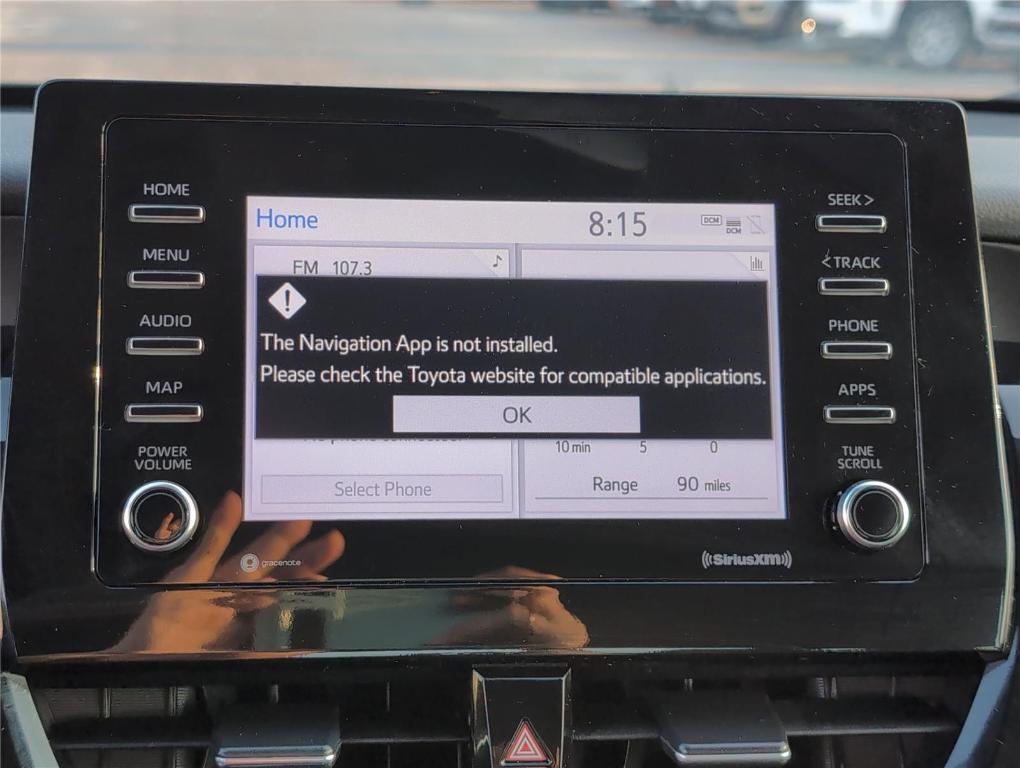 HOME
MENU
AUDIO
MAP
POWER
VOLUME
Home
8:15
DCM
DCM
FM 107.3
The Navigation App is not installed.
Please check the Toyota website for compatible applications.
OK
10 min 5 0
Select Phone
Range 90 miles
SEEK >
< TRACK
PHONE
APPS
TUNE
SCROLL
gracenote
((SiriusXM))